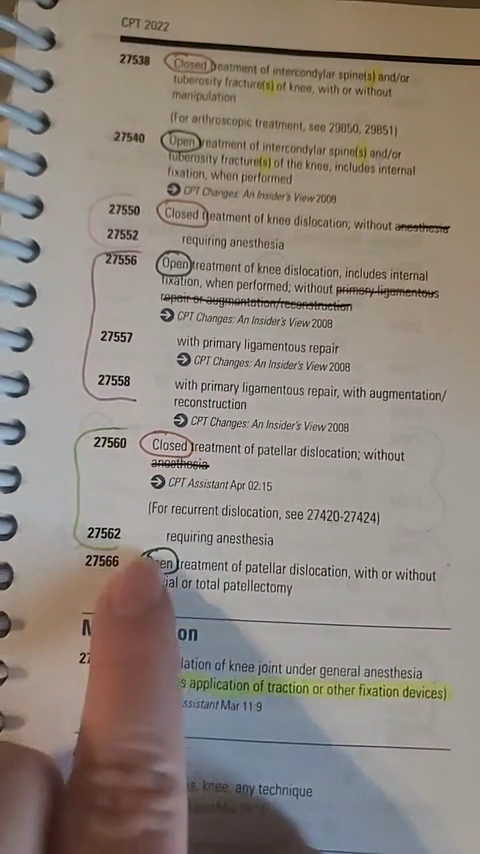 CPT 2022
27538 Closed treatment of intercondylar spine(s) and/or
tuberosity fracture(s) of knee, with or without
manipulation
(For arthroscopic treatment, see 29850, 29851)
27540 Open treatment of intercondylar spine(s) and/or
tuberosity fracture(s) of the knee, includes internal
fixation, when performed
CPT Changes: An Insider's View 2008
27550 Closed treatment of knee dislocation; without anesthesia
27552 requiring anesthesia
27556 Open treatment of knee dislocation, includes internal
fixation, when performed; without primary ligamentous
repair or augmentation/reconstruction
CPT Changes: An Insider's View 2008
27557 with primary ligamentous repair
CPT Changes: An Insider's View 2008
27558 with primary ligamentous repair, with augmentation/
reconstruction
CPT Changes: An Insider's View 2008
27560 Closed treatment of patellar dislocation; without
anesthesia
CPT Assistant Apr 02:15
(For recurrent dislocation, see 27420-27424)
27562 requiring anesthesia
27566 Open treatment of patellar dislocation, with or without
total patellectomy
or
on
of knee joint under general anesthesia
application of traction or other fixation devices)
Mar 11:9
knee, any technique